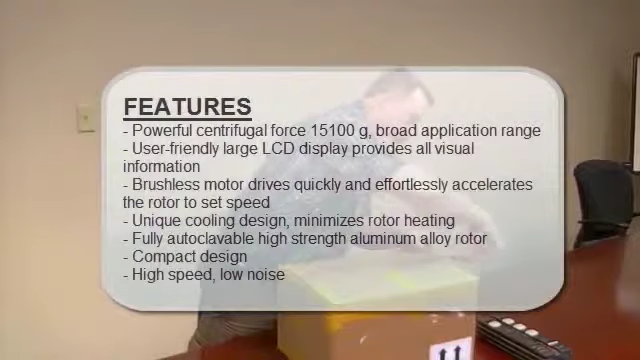 FEATURES
- Powerful centrifugal force 15100 g, broad application range
- User-friendly large LCD display provides all visual
information
- Brushless motor drives quickly and effortlessly accelerates
the rotor to set speed
- Unique cooling design, minimizes rotor heating
- Fully autoclavable high strength aluminum alloy rotor
- Compact design
- High speed, low noise